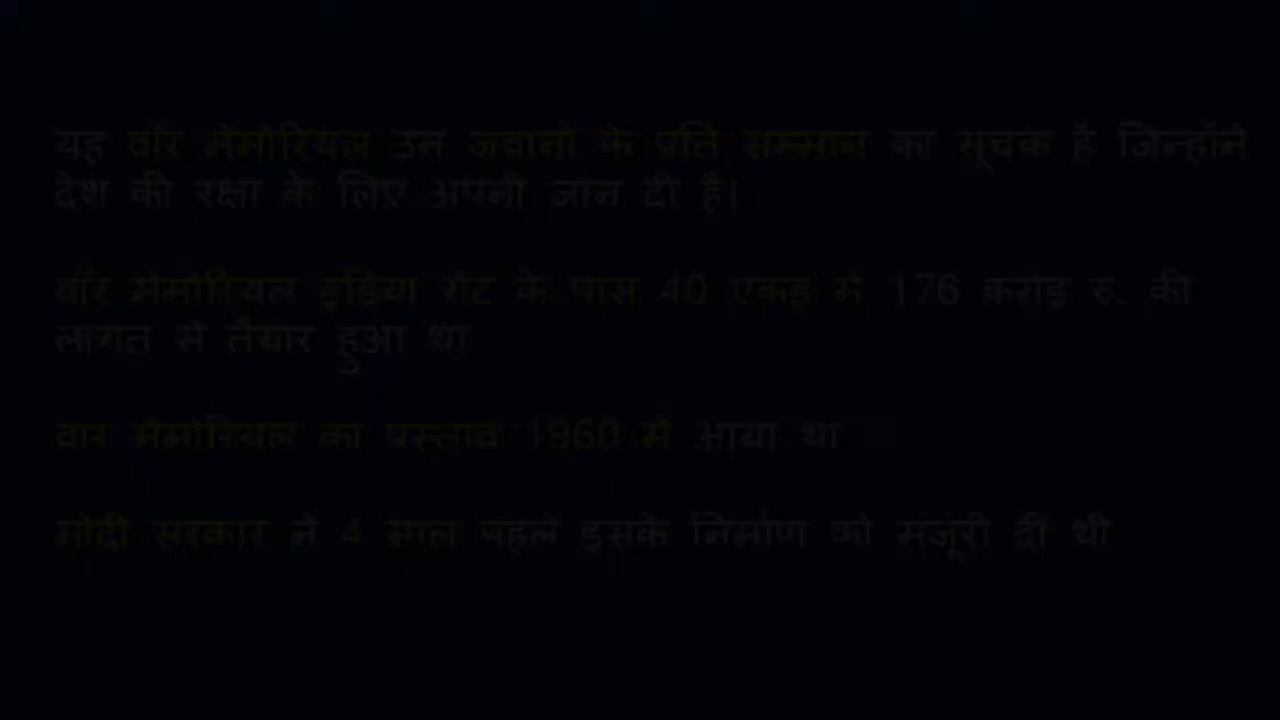 यह वॉर मेमोरियल उन जवानों के प्रति सम्मान का सूचक है जिन्होंने
देश की रक्षा के लिए अपनी जान दी है।
वॉर मेमोरियल इंडिया गेट के पास 40 एकड़ में 176 करोड़ रु. की
लागत से तैयार हुआ था
वार मेमोरियल का प्रस्ताव 1960 में आया था
मोदी सरकार ने 4 साल पहले इसके निर्माण को मंजूरी दी थी